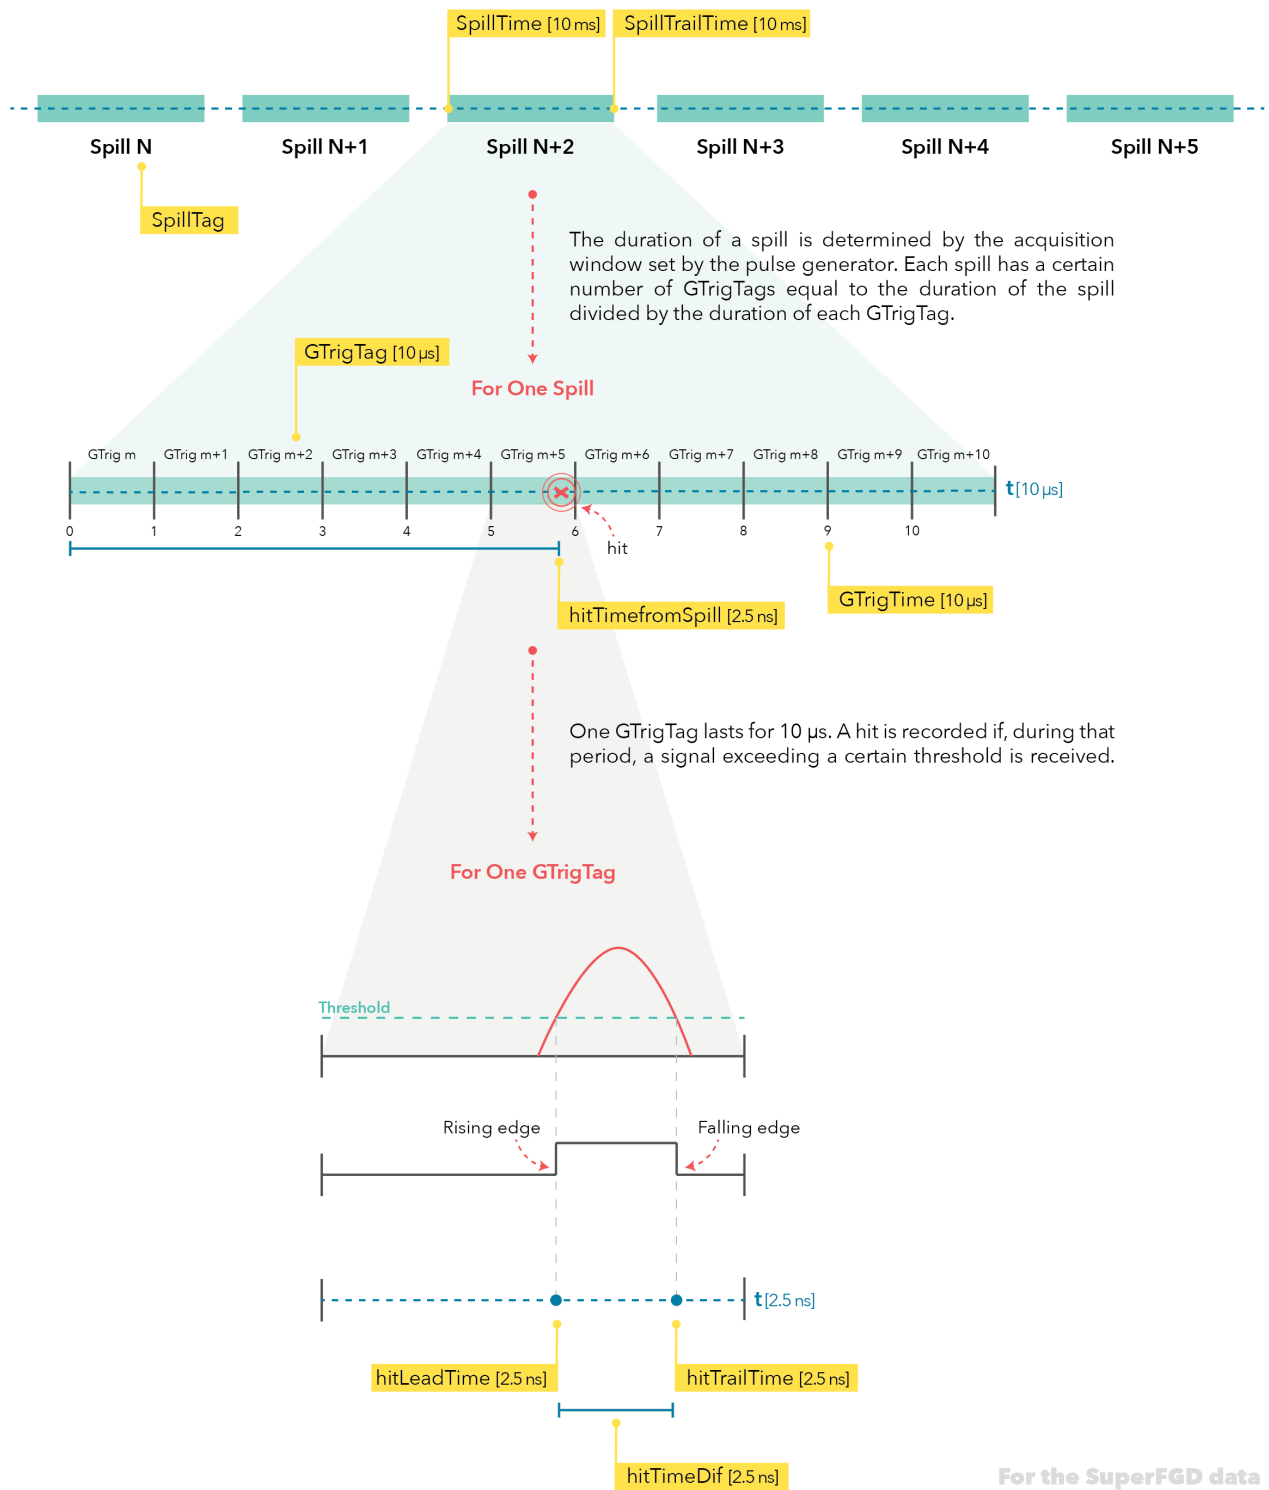 SpillTime [10 ms]
SpillTrailTime [10 ms]
Spill N
Spill N+1
Spill N+2
Spill N+3
Spill N+4
Spill N+5
SpillTag
The duration of a spill is determined by the acquisition
window set by the pulse generator. Each spill has a certain
number of GTrigTags equal to the duration of the spill
divided by the duration of each GTrigTag.
GTrigTag [10 µs]
For One Spill
GTrig m
GTrig m+1
GTrig m+2
GTrig m+3
GTrig m+4
GTrig m+5
GTrig m+6
GTrig m+7
GTrig m+8
GTrig m+9
GTrig m+10
t [10 µs]
0
1
2
3
4
5
6
7
8
9
10
hit
hitTimefromSpill [2.5 ns]
GTrigTime [10 µs]
One GTrigTag lasts for 10 µs. A hit is recorded if, during that
period, a signal exceeding a certain threshold is received.
For One GTrigTag
Threshold
Rising edge
Falling edge
t [2.5 ns]
hitLeadTime [2.5 ns]
hitTrailTime [2.5 ns]
hitTimeDif [2.5 ns]
For the SuperFGD data